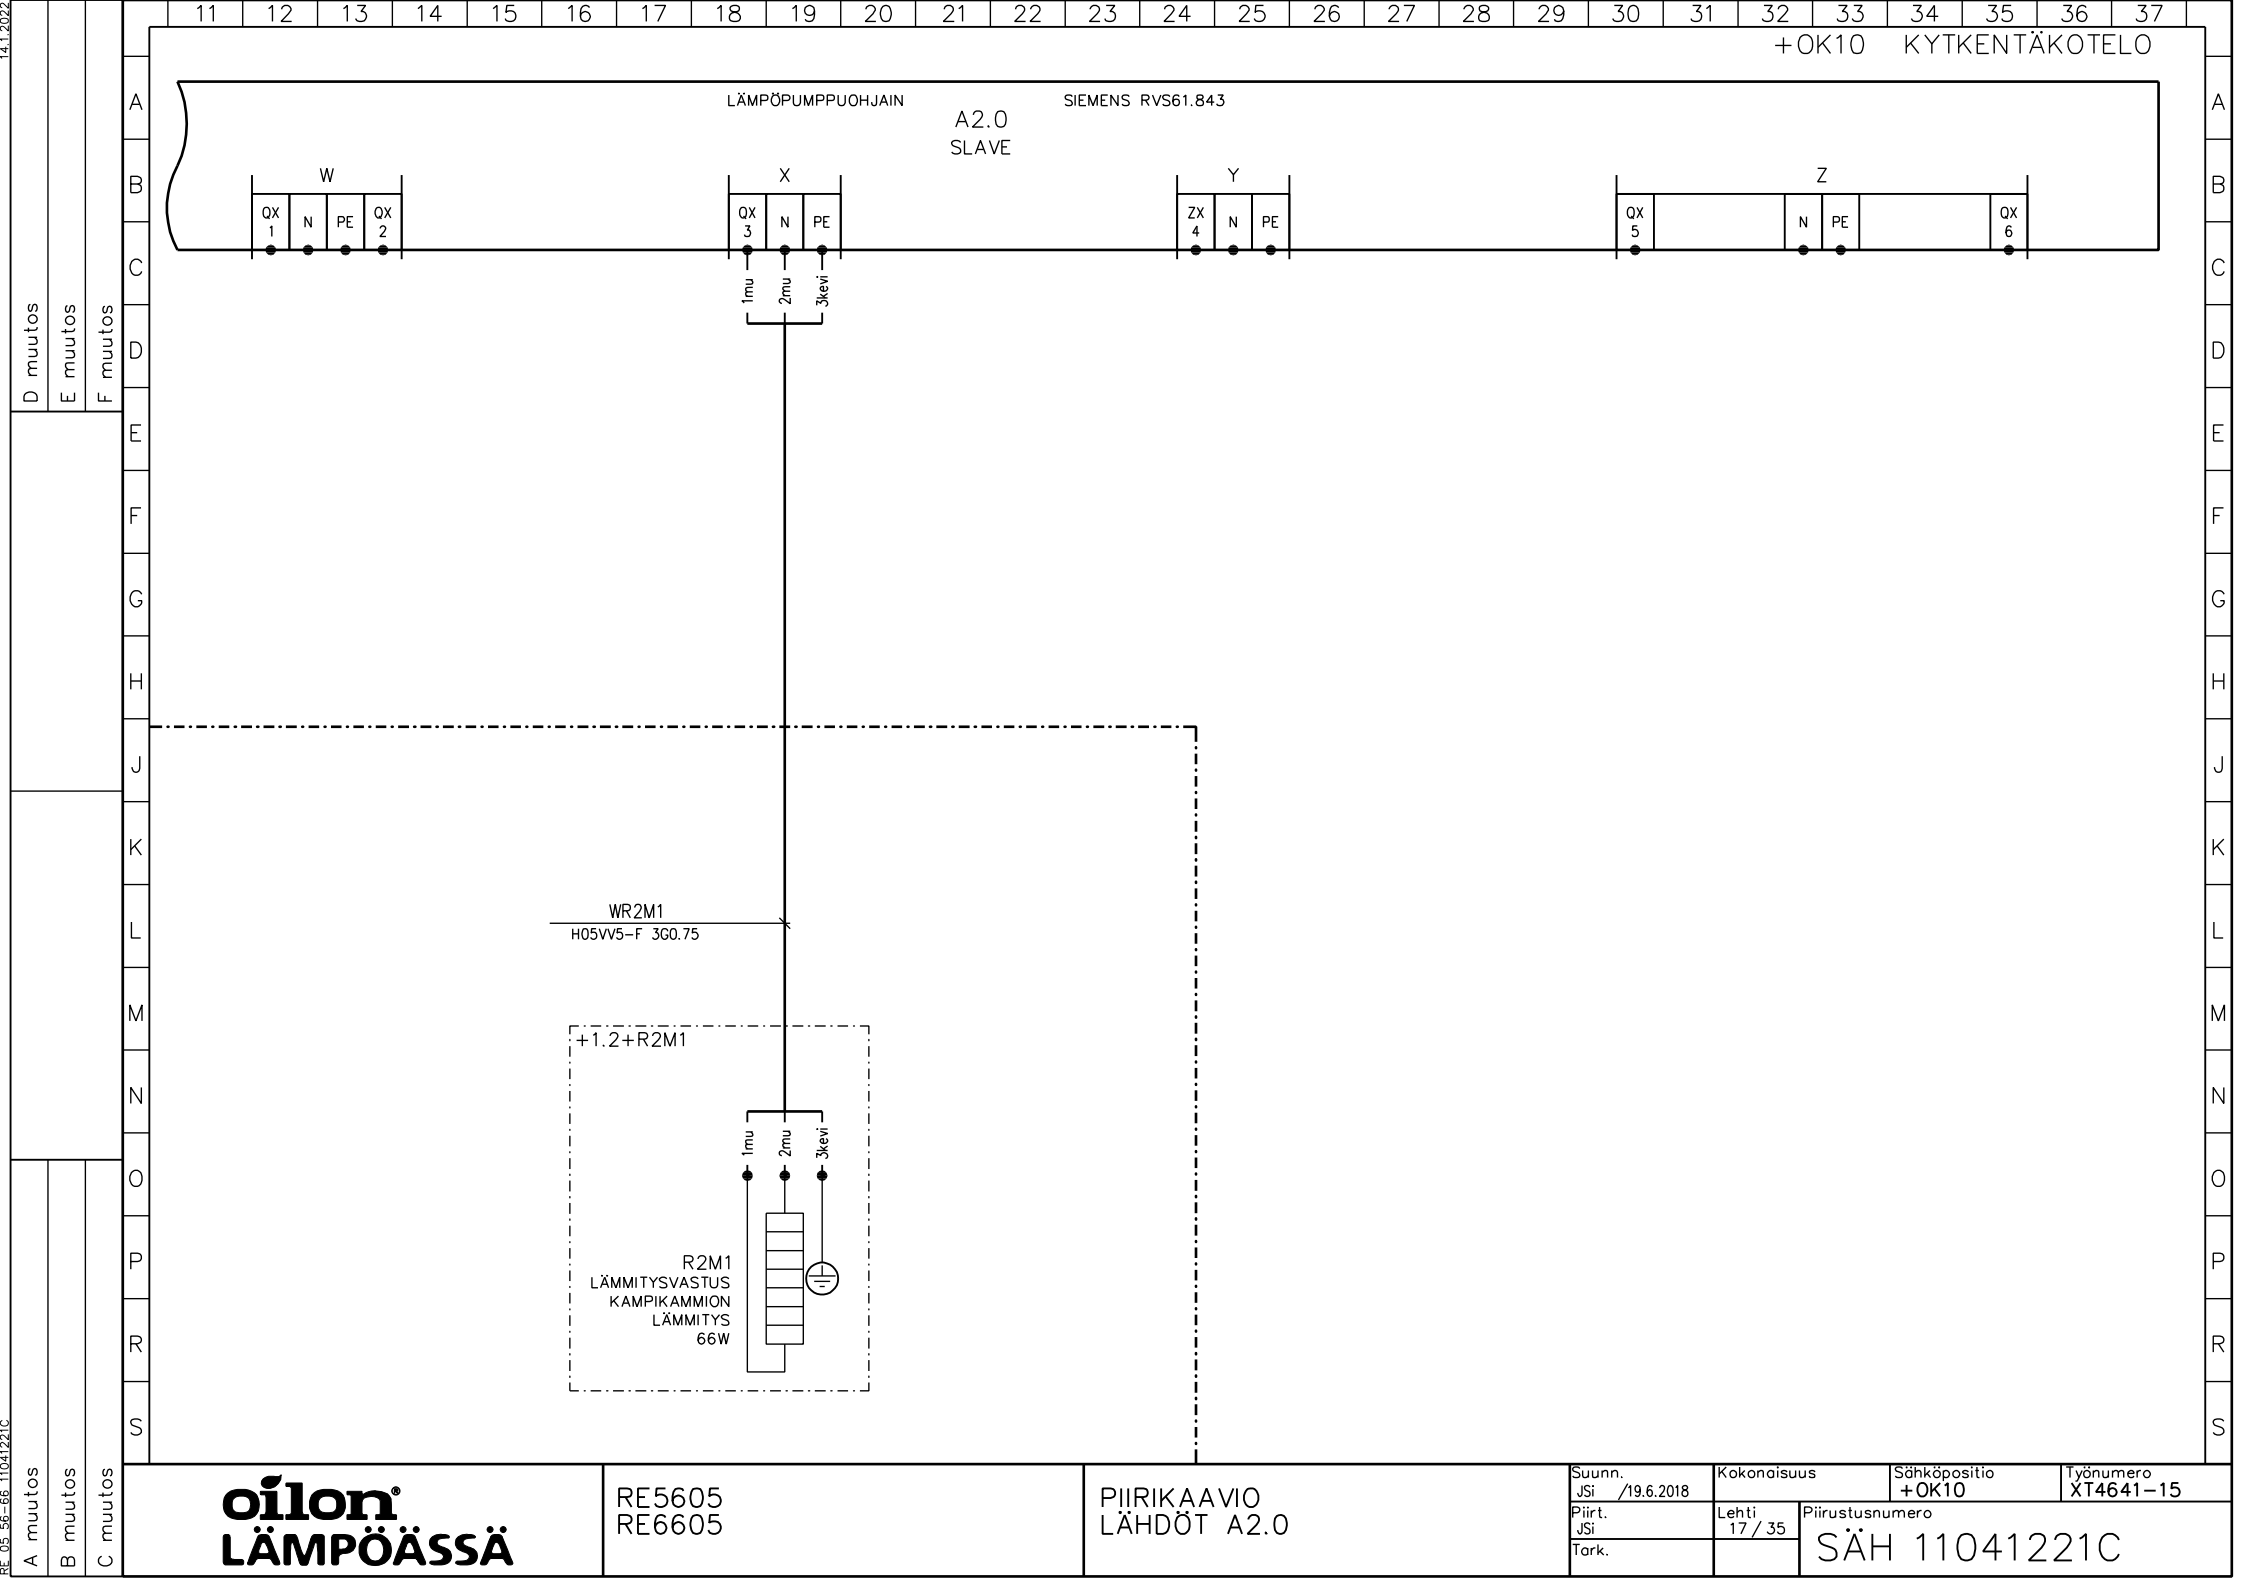 11 12 13 14 15 16 17 18 19 20 21 22 23 24 25 26 27 28 29 30 31 32 33 34 35 36 37
14.1.2022
+OK10 KYTKENTÄKOTELO
A A
LÄMPÖPUMPPUOHJAIN SIEMENS RVS61.843
A2.0
SLAVE
B B
W X Y Z
QX 1 N PE QX 2
QX 3 N PE
ZX 4 N PE
QX 5 N PE QX 6
C C
1mu 2mu 3kevi
D D
D muutos
E muutos
F muutos
E E
F F
G G
H H
J J
K K
WR2M1
L L
H05VV5-F 3G0.75
M M
+1.2+R2M1
N N
1mu 2mu 3kevi
O O
P P
R2M1
LÄMMITYSVASTUS
KAMPIKAMMION
LÄMMITYS
66W
R R
S S
A muutos
B muutos
C muutos
RE 05 56-66 11041221C
oilon®
LÄMPÖÄSSÄ
RE5605
RE6605
PIIRIKAAVIO
LÄHDÖT A2.0
Suunn.
JSi /19.6.2018
Kokonaisuus
Sähköpositio
+OK10
Työnumero
XT4641-15
Piirt.
JSi
Lehti
17/35
Piirustusnumero
SÄH 11041221C
Tark.